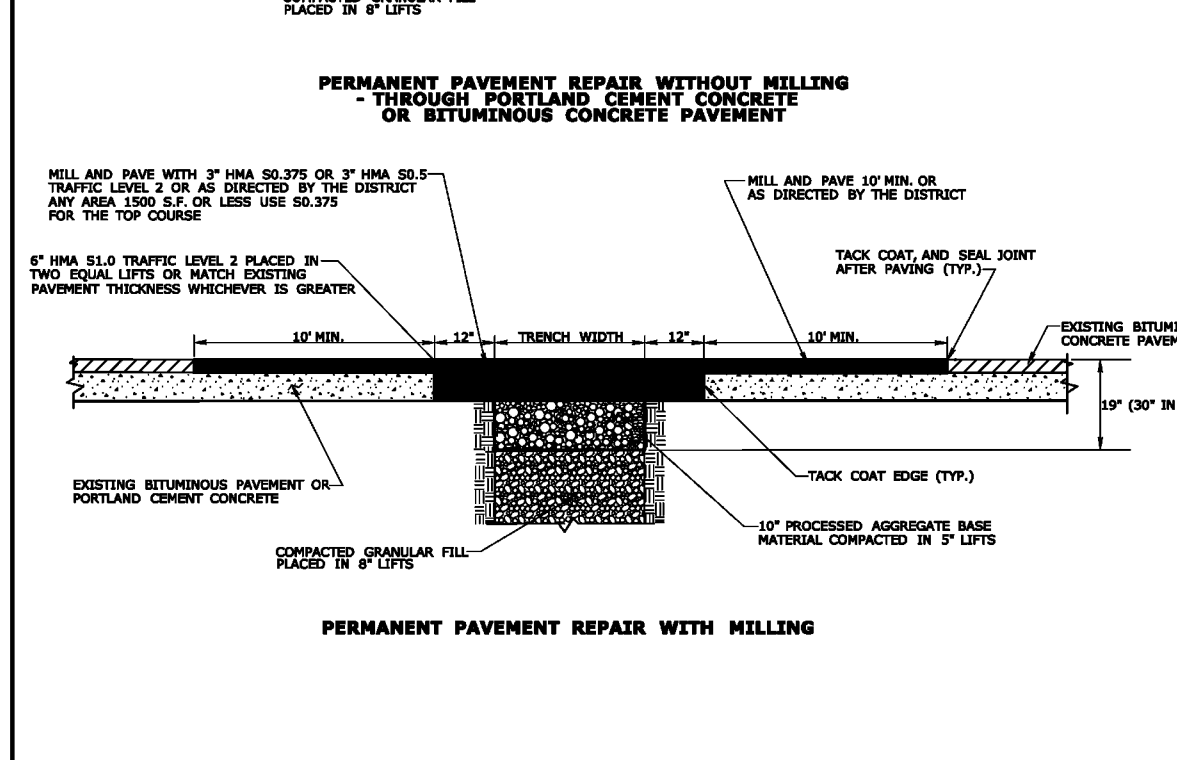 PLACED IN 8" LIFTS
PERMANENT PAVEMENT REPAIR WITHOUT MILLING
- THROUGH PORTLAND CEMENT CONCRETE
OR BITUMINOUS CONCRETE PAVEMENT
MILL AND PAVE WITH 3" HMA S0.375 OR 3" HMA S0.5
TRAFFIC LEVEL 2 OR AS DIRECTED BY THE DISTRICT
ANY AREA 1500 S.F. OR LESS USE S0.375
FOR THE TOP COURSE
MILL AND PAVE 10' MIN. OR
AS DIRECTED BY THE DISTRICT
6" HMA S1.0 TRAFFIC LEVEL 2 PLACED IN
TWO EQUAL LIFTS OR MATCH EXISTING
PAVEMENT THICKNESS WHICHEVER IS GREATER
TACK COAT, AND SEAL JOINT
AFTER PAVING (TYP.)
10' MIN.
12"
TRENCH WIDTH
12"
10' MIN.
EXISTING
CONCRETE
19" (30" IN
EXISTING BITUMINOUS PAVEMENT OR
PORTLAND CEMENT CONCRETE
TACK COAT EDGE (TYP.)
10" PROCESSED AGGREGATE BASE
MATERIAL COMPACTED IN 5" LIFTS
COMPACTED GRANULAR FILL
PLACED IN 8" LIFTS
PERMANENT PAVEMENT REPAIR WITH MILLING